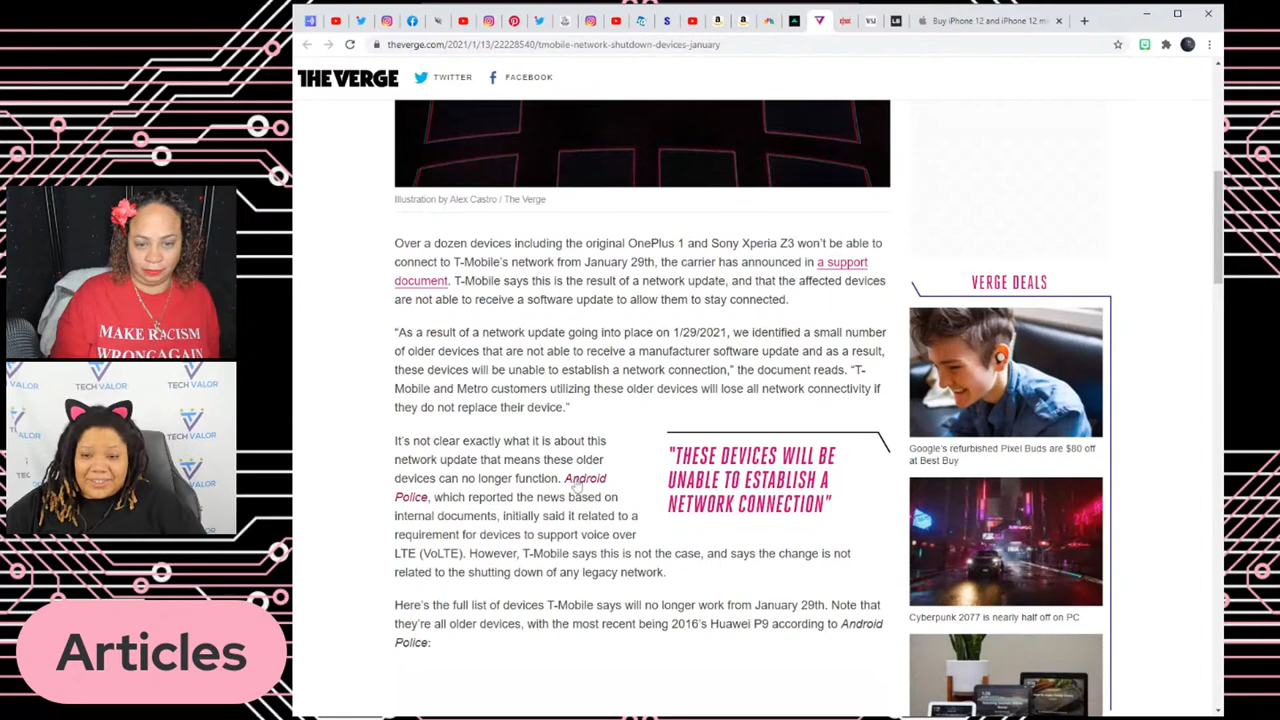 Buy iPhone 12 and iPhone 12 mi
theverge.com/2021/1/13/22228540/tmobile-network-shutdown-devices-january
THE VERGE
TWITTER
FACEBOOK
Illustration by Alex Castro / The Verge
Over a dozen devices including the original OnePlus 1 and Sony Xperia Z3 won't be able to
connect to T-Mobile's network from January 29th, the carrier has announced in a support
document. T-Mobile says this is the result of a network update, and that the affected devices
are not able to receive a software update to allow them to stay connected.
"As a result of a network update going into place on 1/29/2021, we identified a small number
of older devices that are not able to receive a manufacturer software update and as a result,
these devices will be unable to establish a network connection," the document reads. "T-
Mobile and Metro customers utilizing these older devices will lose all network connectivity if
they do not replace their device."
It's not clear exactly what it is about this
network update that means these older
devices can no longer function. Android
Police, which reported the news based on
internal documents, initially said it related to a
requirement for devices to support voice over
LTE (VoLTE). However, T-Mobile says this is not the case, and says the change is not
related to the shutting down of any legacy network.
"THESE DEVICES WILL BE
UNABLE TO ESTABLISH A
NETWORK CONNECTION"
Here's the full list of devices T-Mobile says will no longer work from January 29th. Note that
they're all older devices, with the most recent being 2016's Huawei P9 according to Android
Police:
VERGE DEALS
Google's refurbished Pixel Buds are $80 off
at Best Buy
Cyberpunk 2077 is nearly half off on PC
MAKE RACISM
WRONG AGAIN
TECH VALOR
TECH VALOR
TECH VALOR
Articles